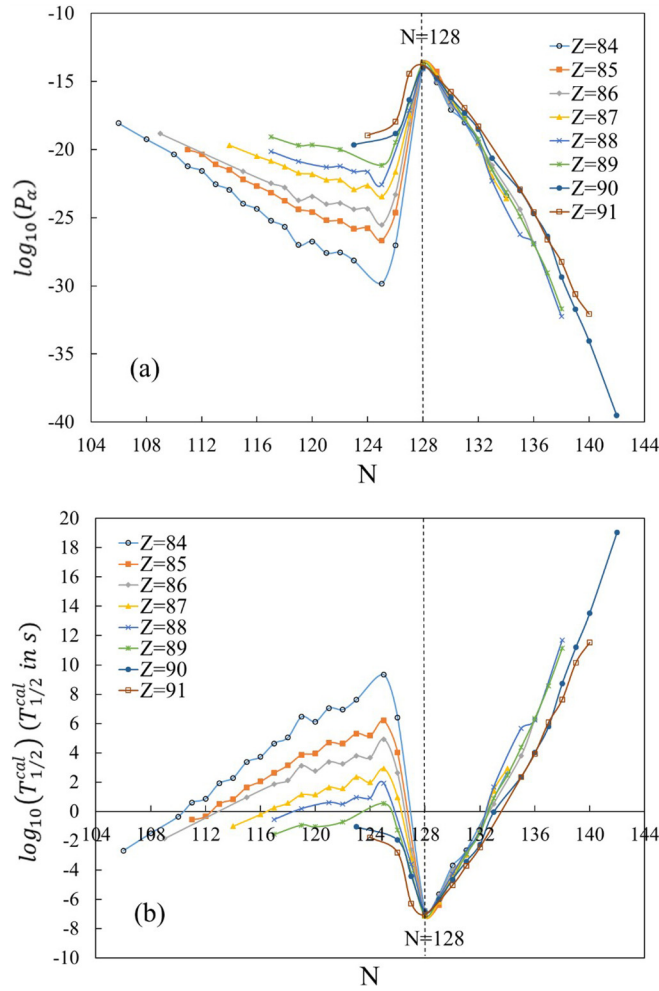 (a)
N=128
-5
-10
-15
-20
-25
-30
-35
-40
Z=84
Z=85
Z=86
Z=87
Z=88
Z=89
Z=90
Z=91
log₁₀(Pα)
104 108 112 116 120 124 128 132 136 140 144
N
20
18
16
14
12
10
8
6
4
2
0
-2
-4
-6
-8
-10
Z=84
Z=85
Z=86
Z=87
Z=88
Z=89
Z=90
Z=91
log₁₀(T₁/₂ᶜᵃˡ) (T₁/₂ᶜᵃˡ in s)
104 108 112 116 120 124 128 132 136 140 144
(b)
N=128
N